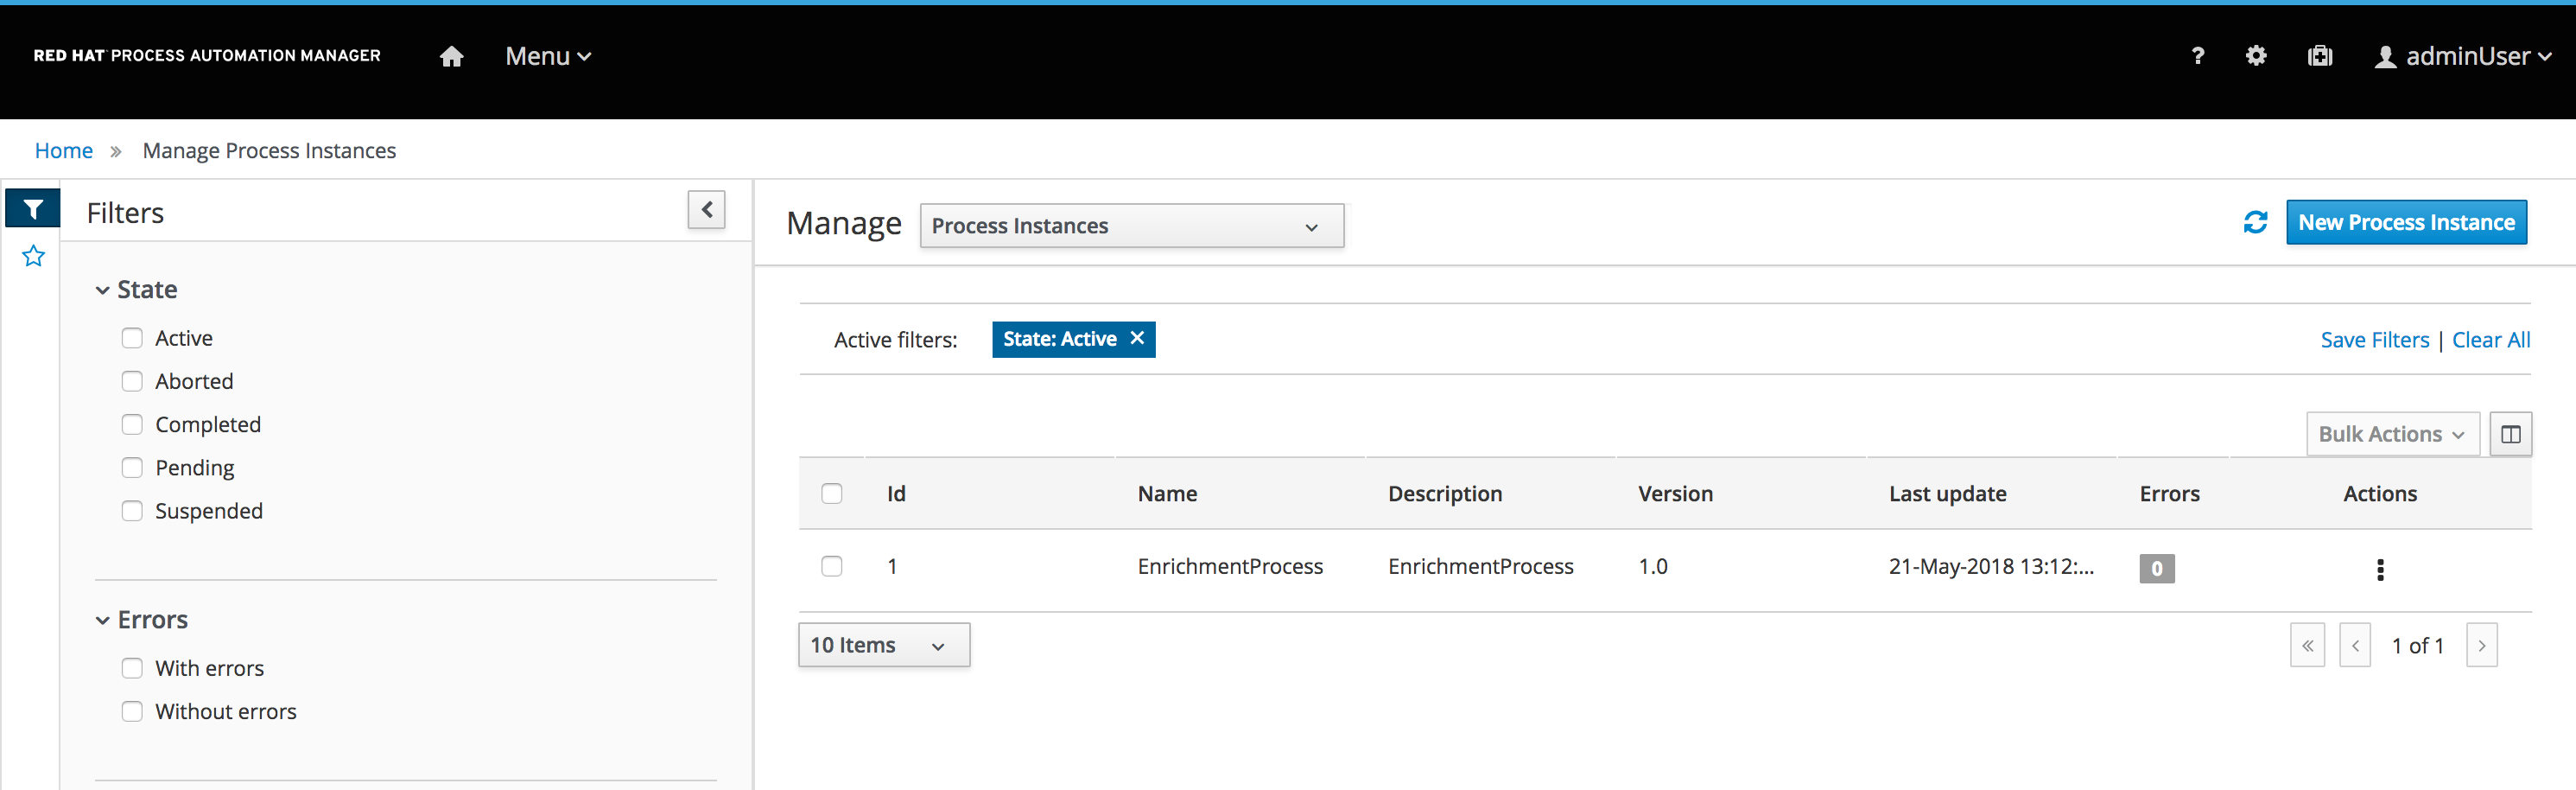 RED HAT PROCESS AUTOMATION MANAGER
Menu
?
adminUser
Home » Manage Process Instances
Filters
State
Active
Aborted
Completed
Pending
Suspended
Errors
With errors
Without errors
Manage Process Instances
New Process Instance
Active filters: State: Active ×
Save Filters | Clear All
Bulk Actions
Id Name Description Version Last update Errors Actions
1 EnrichmentProcess EnrichmentProcess 1.0 21-May-2018 13:12:... 0
10 Items
« ‹ 1 of 1 ›